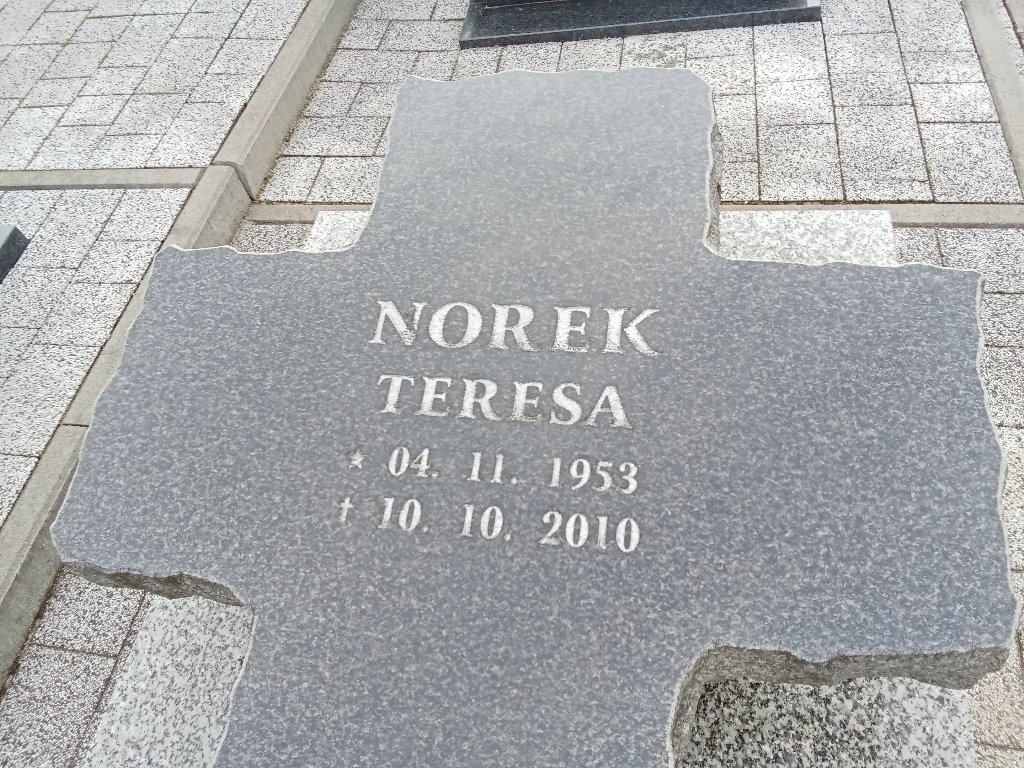 NOREK
TERESA
* 04. 11. 1953
† 10. 10. 2010